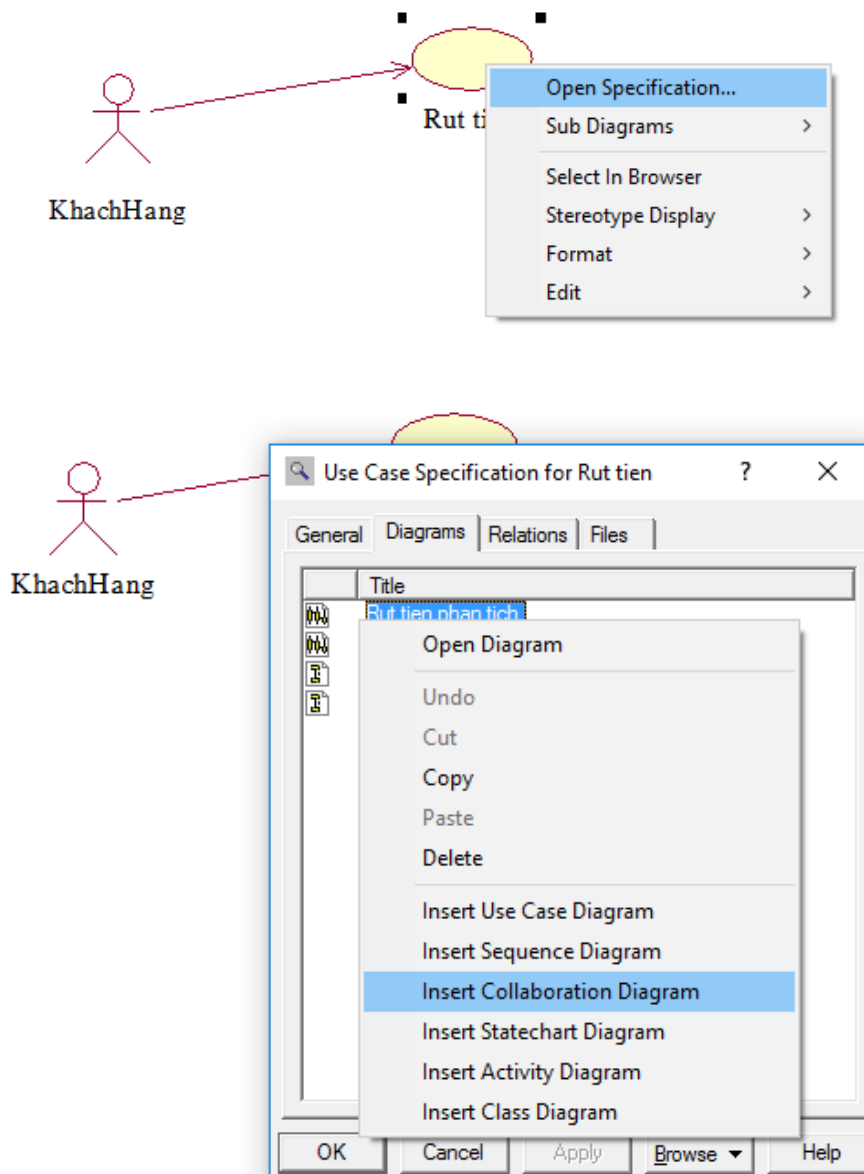 Open Specification...
Rut ti
Sub Diagrams
Select In Browser
KhachHang
Stereotype Display
Format
Edit
Use Case Specification for Rut tien
General Diagrams Relations Files
KhachHang
Title
Rut tien phan tich
Open Diagram
Undo
Cut
Copy
Paste
Delete
Insert Use Case Diagram
Insert Sequence Diagram
Insert Collaboration Diagram
Insert Statechart Diagram
Insert Activity Diagram
Insert Class Diagram
OK Cancel Apply Browse Help